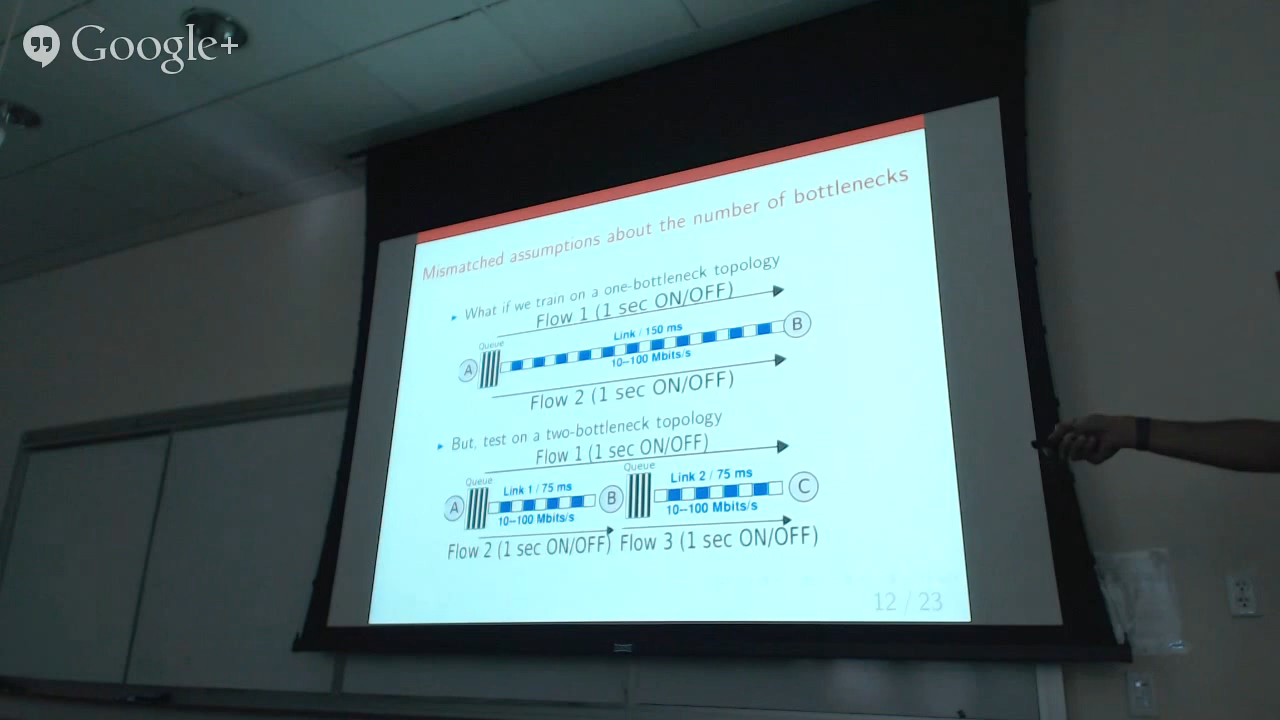 Google+
Mismatched assumptions about the number of bottlenecks
▸ What if we train on a one-bottleneck topology
Flow 1 (1 sec ON/OFF)
Queue
Link / 150 ms
A
B
10--100 Mbits/s
Flow 2 (1 sec ON/OFF)
▸ But, test on a two-bottleneck topology
Flow 1 (1 sec ON/OFF)
Queue
Queue
Link 1 / 75 ms
Link 2 / 75 ms
A
B
C
10--100 Mbits/s
10--100 Mbits/s
Flow 2 (1 sec ON/OFF)
Flow 3 (1 sec ON/OFF)
12 / 23